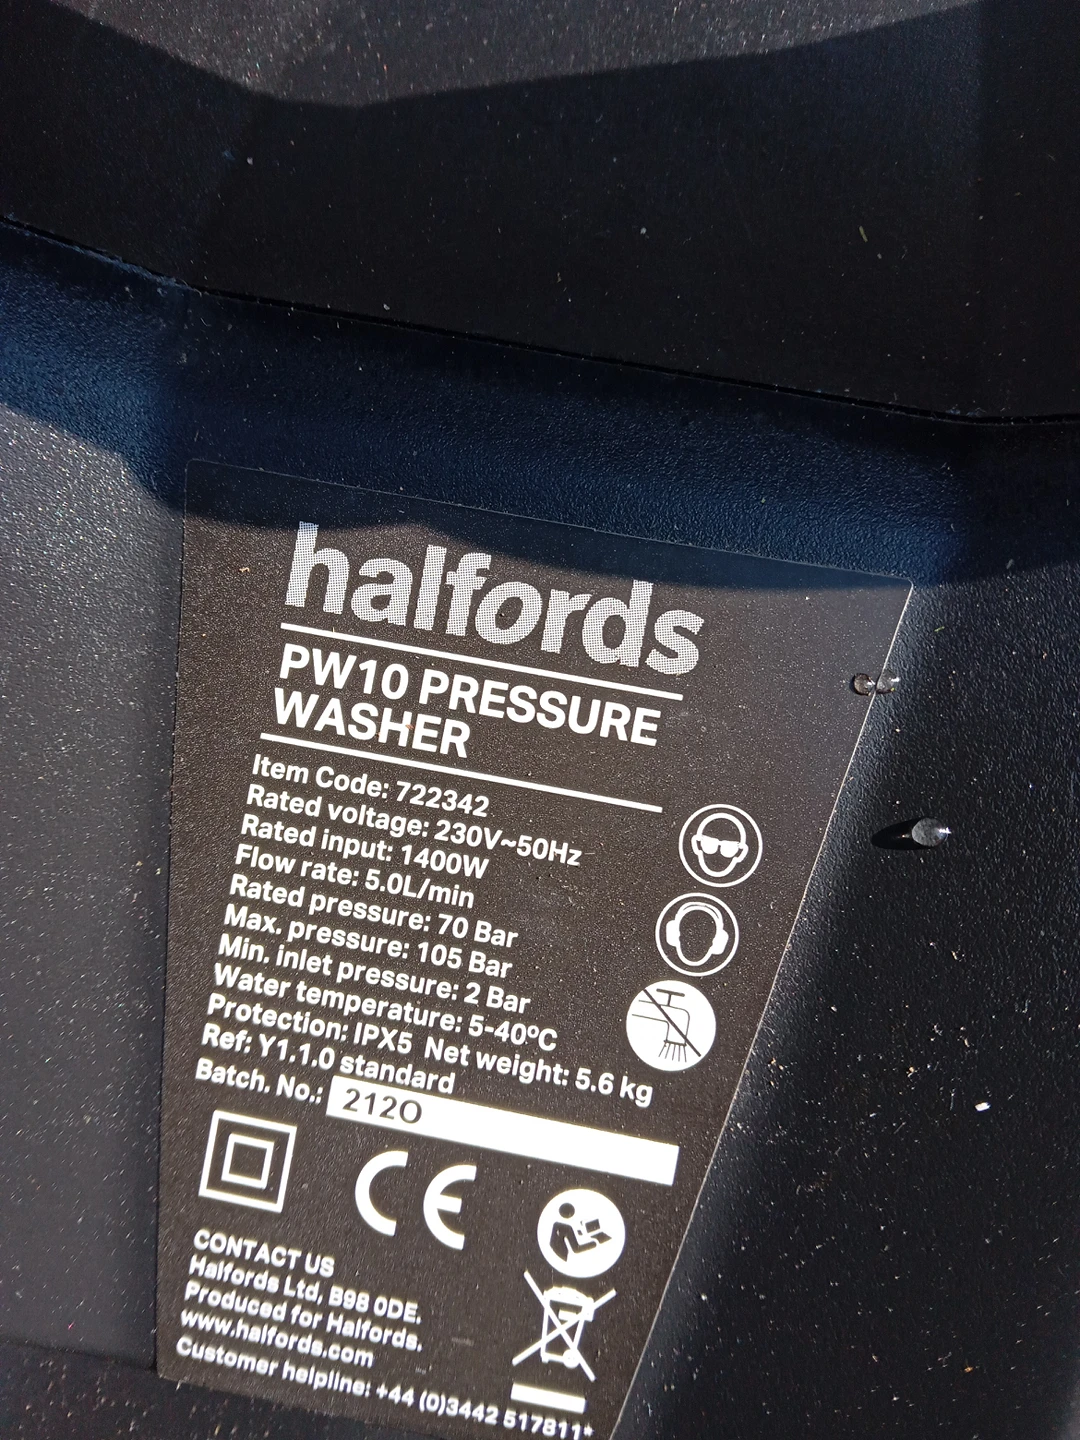 halfords
PW10 PRESSURE
WASHER
Item Code: 722342
Rated voltage: 230V~50Hz
Rated input: 1400W
Flow rate: 5.0L/min
Rated pressure: 70 Bar
Max. pressure: 105 Bar
Min. inlet pressure: 2 Bar
Water temperature: 5-40ºC
Protection: IPX5 Net weight: 5.6 kg
Ref: Y1.1.0 standard
Batch. No.: 2120
CE
CONTACT US
Halfords Ltd, B98 0DE.
Produced for Halfords.
www.halfords.com
Customer helpline: +44 (0)3442 517811*